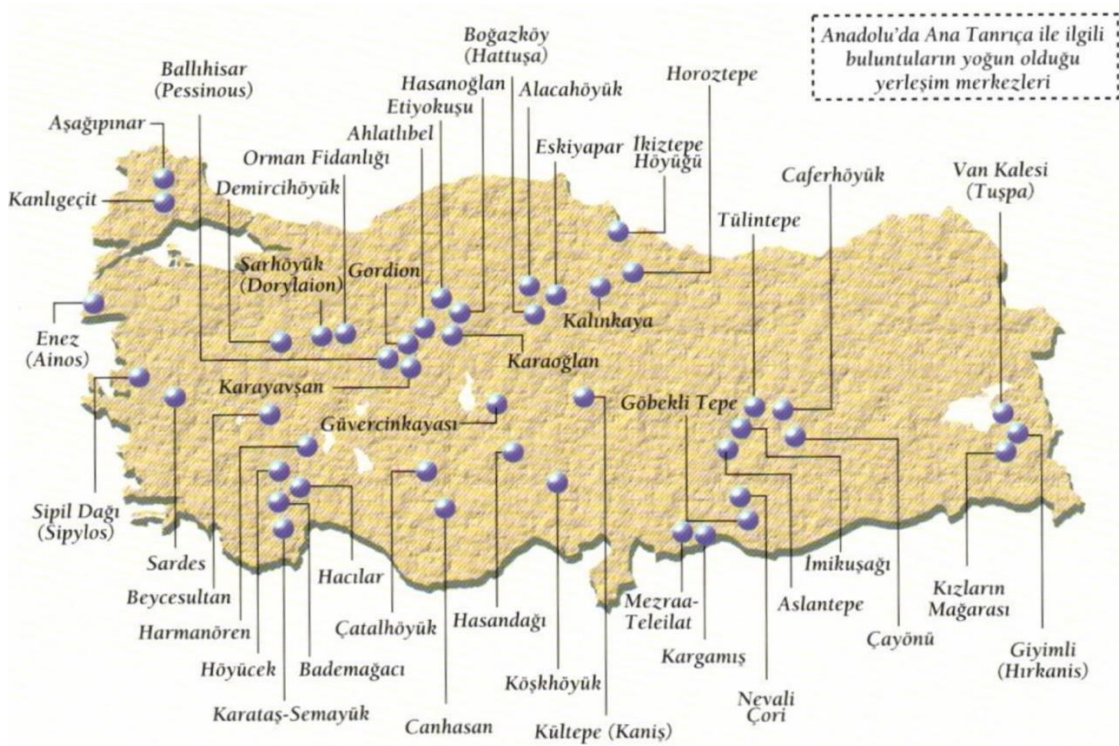 Anadolu'da Ana Tanrıça ile ilgili
buluntuların yoğun olduğu
yerleşim merkezleri
Boğazköy
(Hattuşa)
Ballıhisar
(Pessinous)
Hasanoğlan
Etiyokuşu
Alacahöyük
Horoztepe
Aşağıpınar
Ahlatlıbel
Eskiyapar
İkiztepe
Höyüğü
Orman Fidanlığı
Van Kalesi
(Tuşpa)
Caferhöyük
Kanlıgeçit
Demircihöyük
Tülintepe
Sarhöyük
(Dorylaion)
Gordion
Kalınkaya
Enez
(Ainos)
Karaoğlan
Karayavşan
Göbekli Tepe
Güvercinkayası
Sipil Dağı
(Sipylos)
Sardes
Hacılar
İmikuşağı
Beycesultan
Kızların
Mağarası
Mezraa-
Teleilat
Aslantepe
Hasandağı
Harmanören
Çatalhöyük
Çayönü
Kargamış
Giyimli
(Hırkanis)
Höyücek
Bademağacı
Köşkhöyük
Nevali
Çori
Karataş-Semayük
Canhasan
Kültepe (Kaniş)